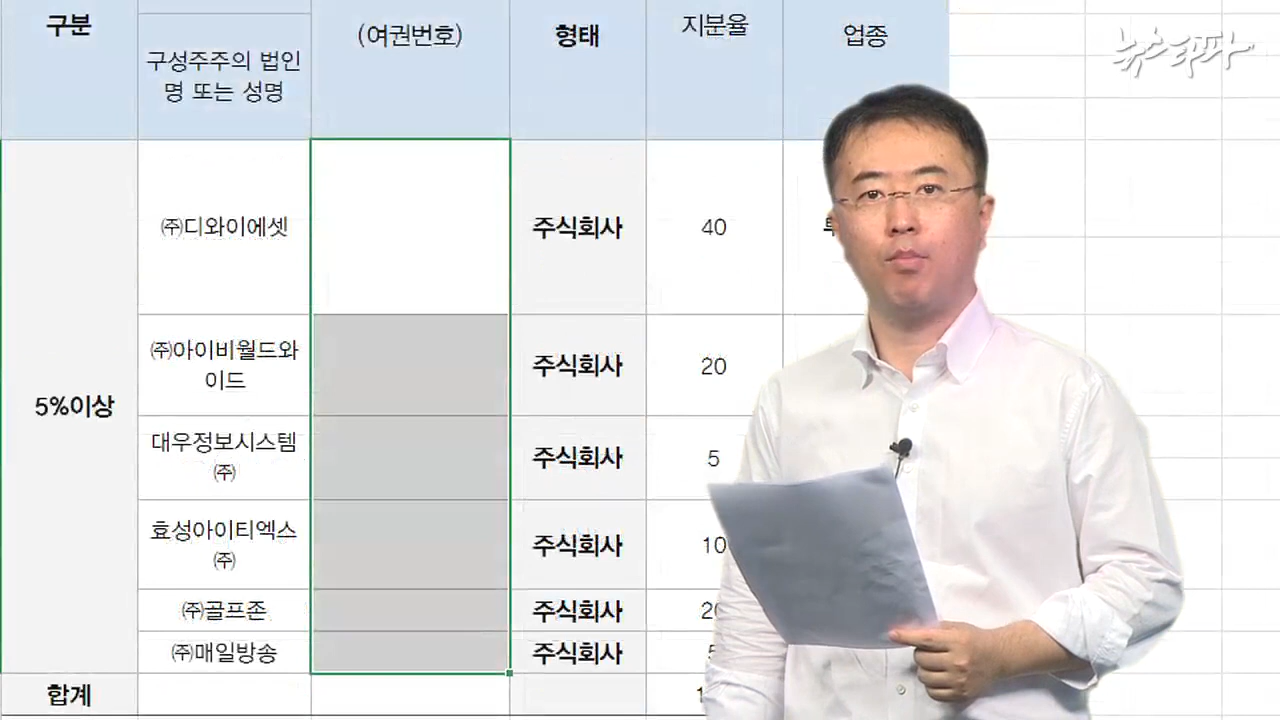 뉴스타파
구분
구성주주의 법인
명 또는 성명
(여권번호)
형태
지분율
업종
5%이상
㈜디와이에셋
주식회사
40
㈜아이비월드와
이드
주식회사
20
대우정보시스템
㈜
주식회사
5
효성아이티엑스
㈜
주식회사
10
㈜골프존
주식회사
㈜매일방송
주식회사
합계